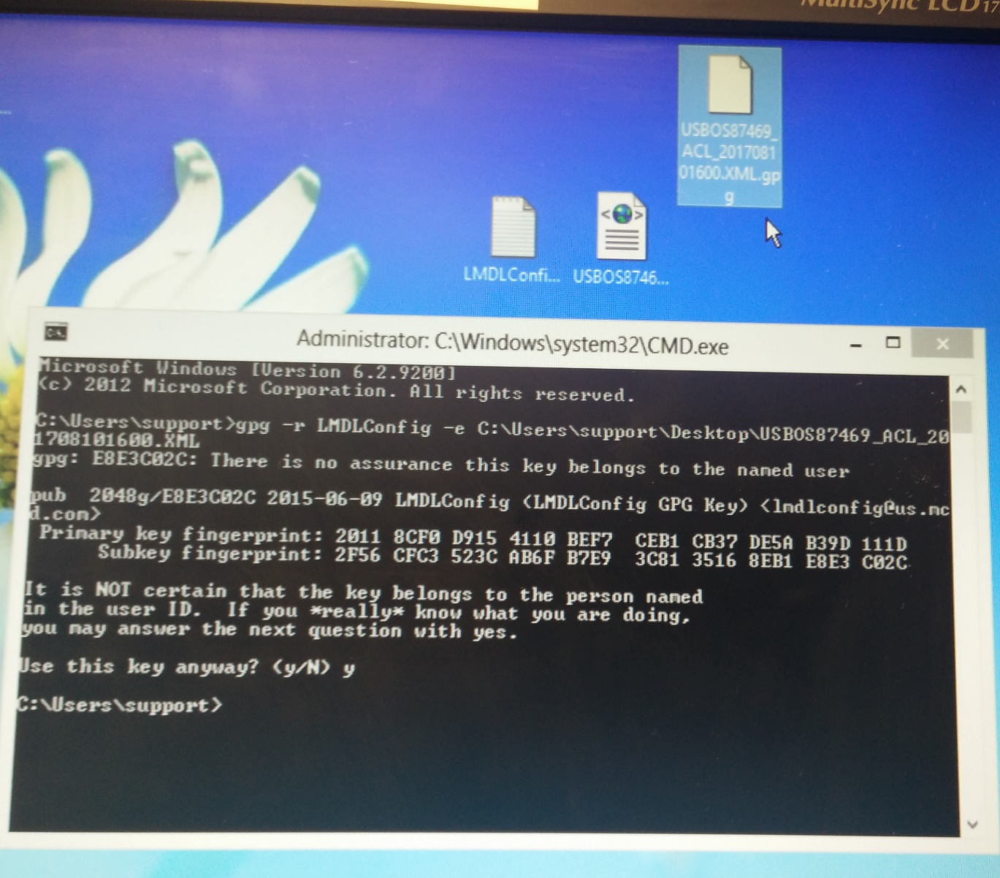 MultiSync LCD 17
...
USBOS87469_
ACL_2017081
01600.XML.gp
g
LMDLConfi...
USBOS8746...
Administrator: C:\Windows\system32\CMD.exe
Microsoft Windows [Version 6.2.9200]
(c) 2012 Microsoft Corporation. All rights reserved.
C:\Users\support>gpg -r LMDLConfig -e C:\Users\support\Desktop\USBOS87469_ACL_20
1708101600.XML
gpg: E8E3C02C: There is no assurance this key belongs to the named user
pub 2048g/E8E3C02C 2015-06-09 LMDLConfig (LMDLConfig GPG Key) <lmdlconfig@us.mc
d.com>
Primary key fingerprint: 2011 8CF0 D915 4110 BEF7 CEB1 CB37 DE5A B39D 111D
Subkey fingerprint: 2F56 CFC3 523C AB6F B7E9 3C81 3516 8EB1 E8E3 C02C
It is NOT certain that the key belongs to the person named
in the user ID. If you *really* know what you are doing,
you may answer the next question with yes.
Use this key anyway? (y/N) y
C:\Users\support>